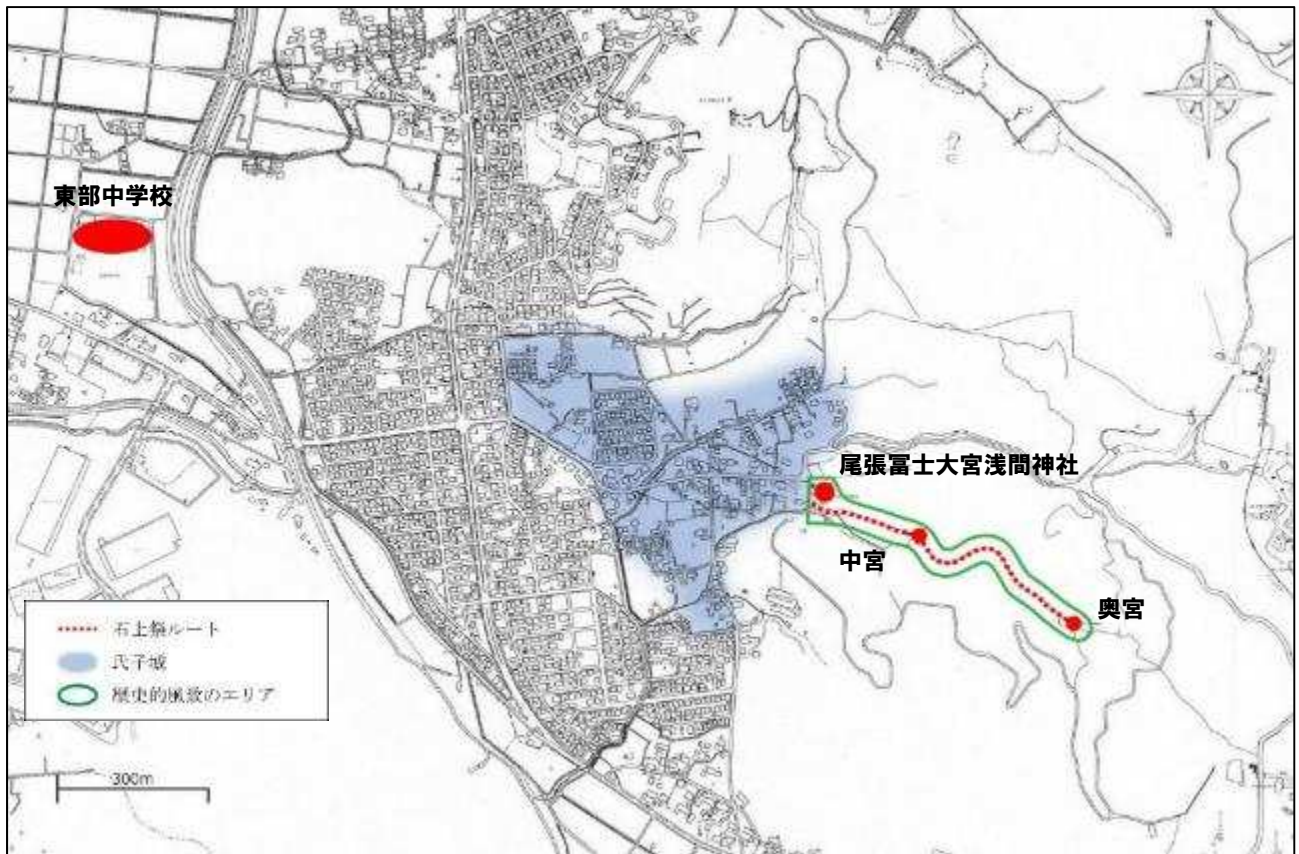 東部中学校
尾張冨士大宮浅間神社
中宮
奥宮
石上祭ルート
氏子域
歴史的風致のエリア
300m